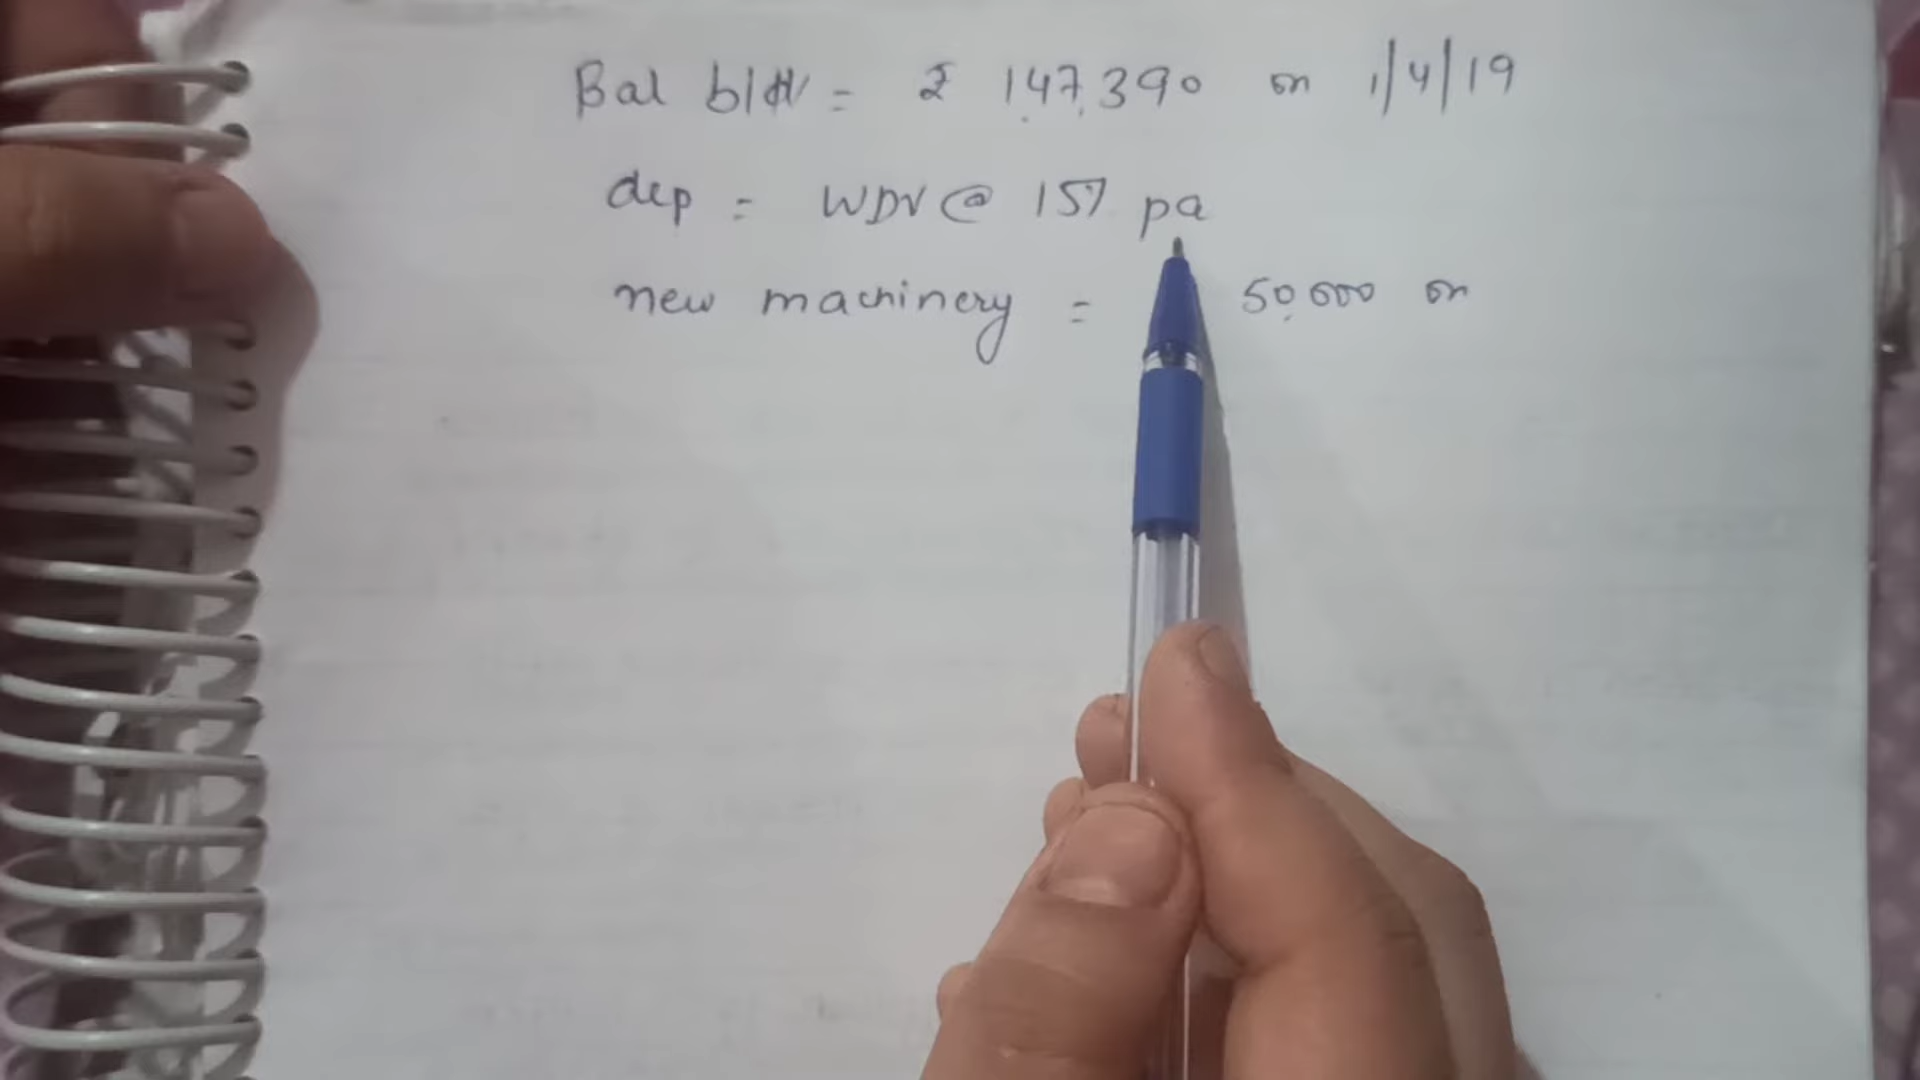 Bal b/d = ₹ 147,390 on 1/4/19
dep = WDV @ 15% pa
new machinery = 50,000 on